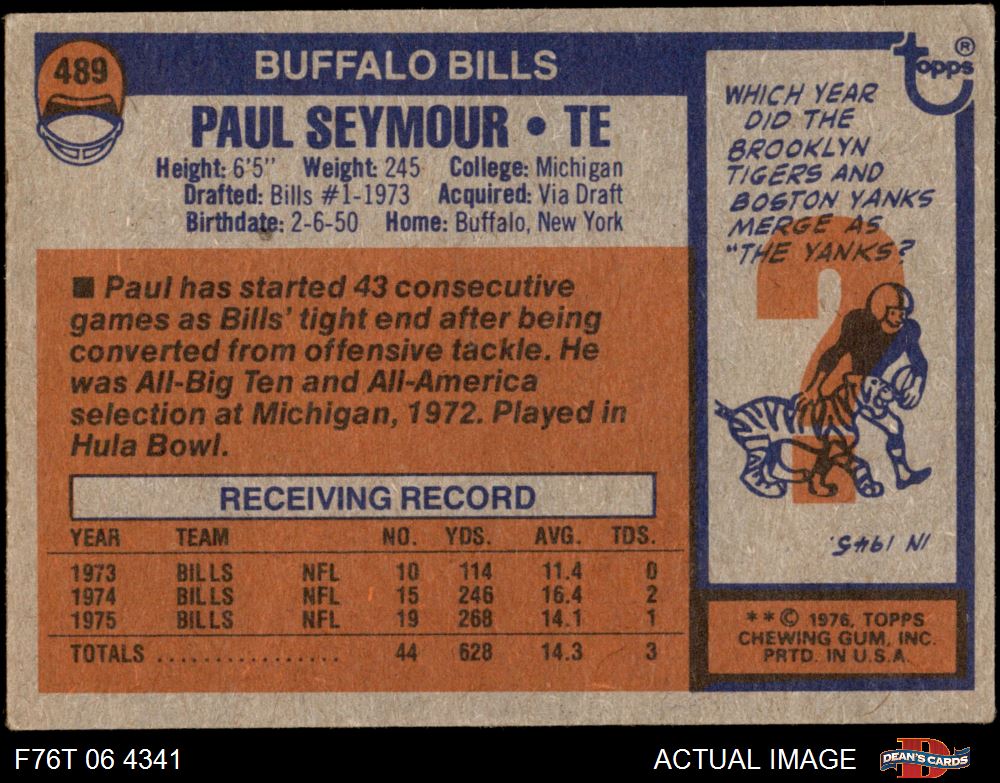 489
BUFFALO BILLS
PAUL SEYMOUR • TE
Height: 6'5" Weight: 245 College: Michigan
Drafted: Bills #1-1973 Acquired: Via Draft
Birthdate: 2-6-50 Home: Buffalo, New York
■ Paul has started 43 consecutive
games as Bills' tight end after being
converted from offensive tackle. He
was All-Big Ten and All-America
selection at Michigan, 1972. Played in
Hula Bowl.
RECEIVING RECORD
YEAR TEAM NO. YDS. AVG. TDS.
1973 BILLS NFL 10 114 11.4 0
1974 BILLS NFL 15 246 16.4 2
1975 BILLS NFL 19 268 14.1 1
TOTALS .................. 44 628 14.3 3
topps ®
WHICH YEAR
DID THE
BROOKLYN
TIGERS AND
BOSTON YANKS
MERGE AS
"THE YANKS?
IN 1945.
**© 1976, TOPPS
CHEWING GUM, INC.
PRTD. IN U.S.A.
F76T 06 4341
ACTUAL IMAGE
DEAN'S CARDS